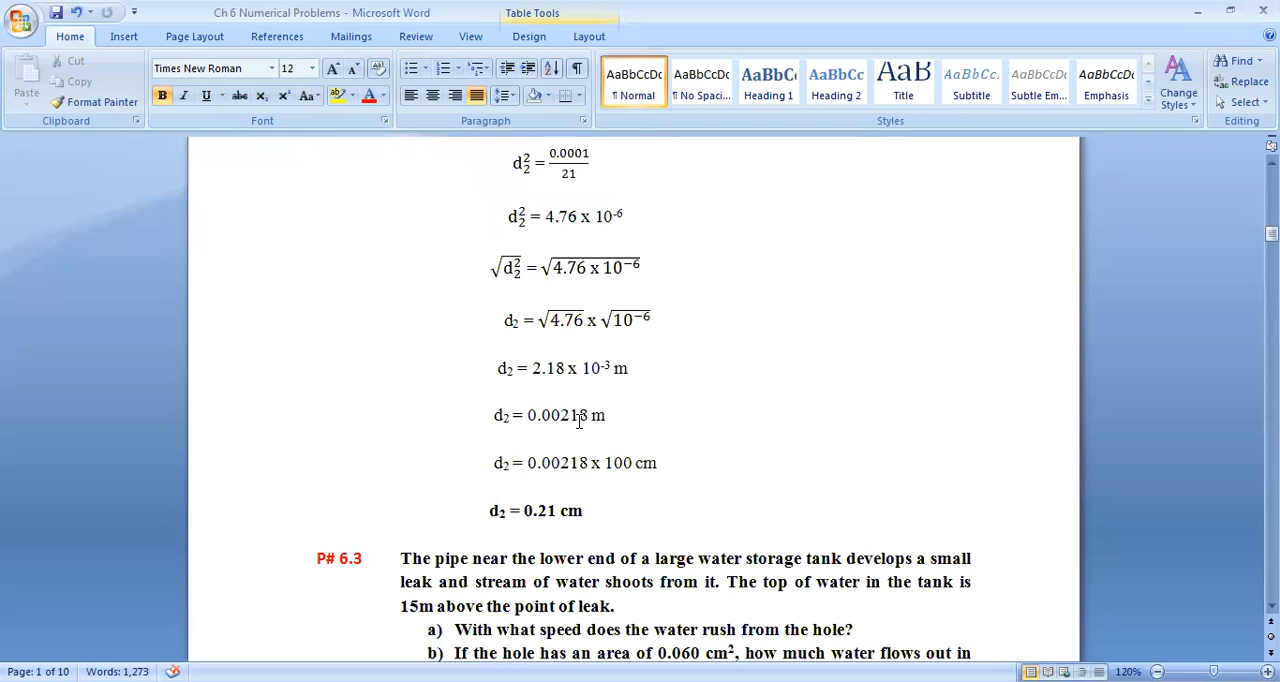 Ch 6 Numerical Problems - Microsoft Word
Table Tools
Home Insert Page Layout References Mailings Review View Design Layout
Paste
Cut
Copy
Format Painter
Clipboard
Times New Roman 12
Font
Paragraph
AaBbCcDc AaBbCcDc AaBbC( AaBbCc AaB AaBbCc. AaBbCcDc AaBbCcDc
¶ Normal ¶ No Spaci... Heading 1 Heading 2 Title Subtitle Subtle Em... Emphasis
Change Styles
Styles
Find
Replace
Select
Editing
d₂² = 0.0001/21
d₂² = 4.76 x 10⁻⁶
√d₂² = √4.76 x 10⁻⁶
d₂ = √4.76 x √10⁻⁶
d₂ = 2.18 x 10⁻³ m
d₂ = 0.00218 m
d₂ = 0.00218 x 100 cm
d₂ = 0.21 cm
P# 6.3 The pipe near the lower end of a large water storage tank develops a small
leak and stream of water shoots from it. The top of water in the tank is
15m above the point of leak.
a) With what speed does the water rush from the hole?
b) If the hole has an area of 0.060 cm², how much water flows out in
Page: 1 of 10 Words: 1,273 120%